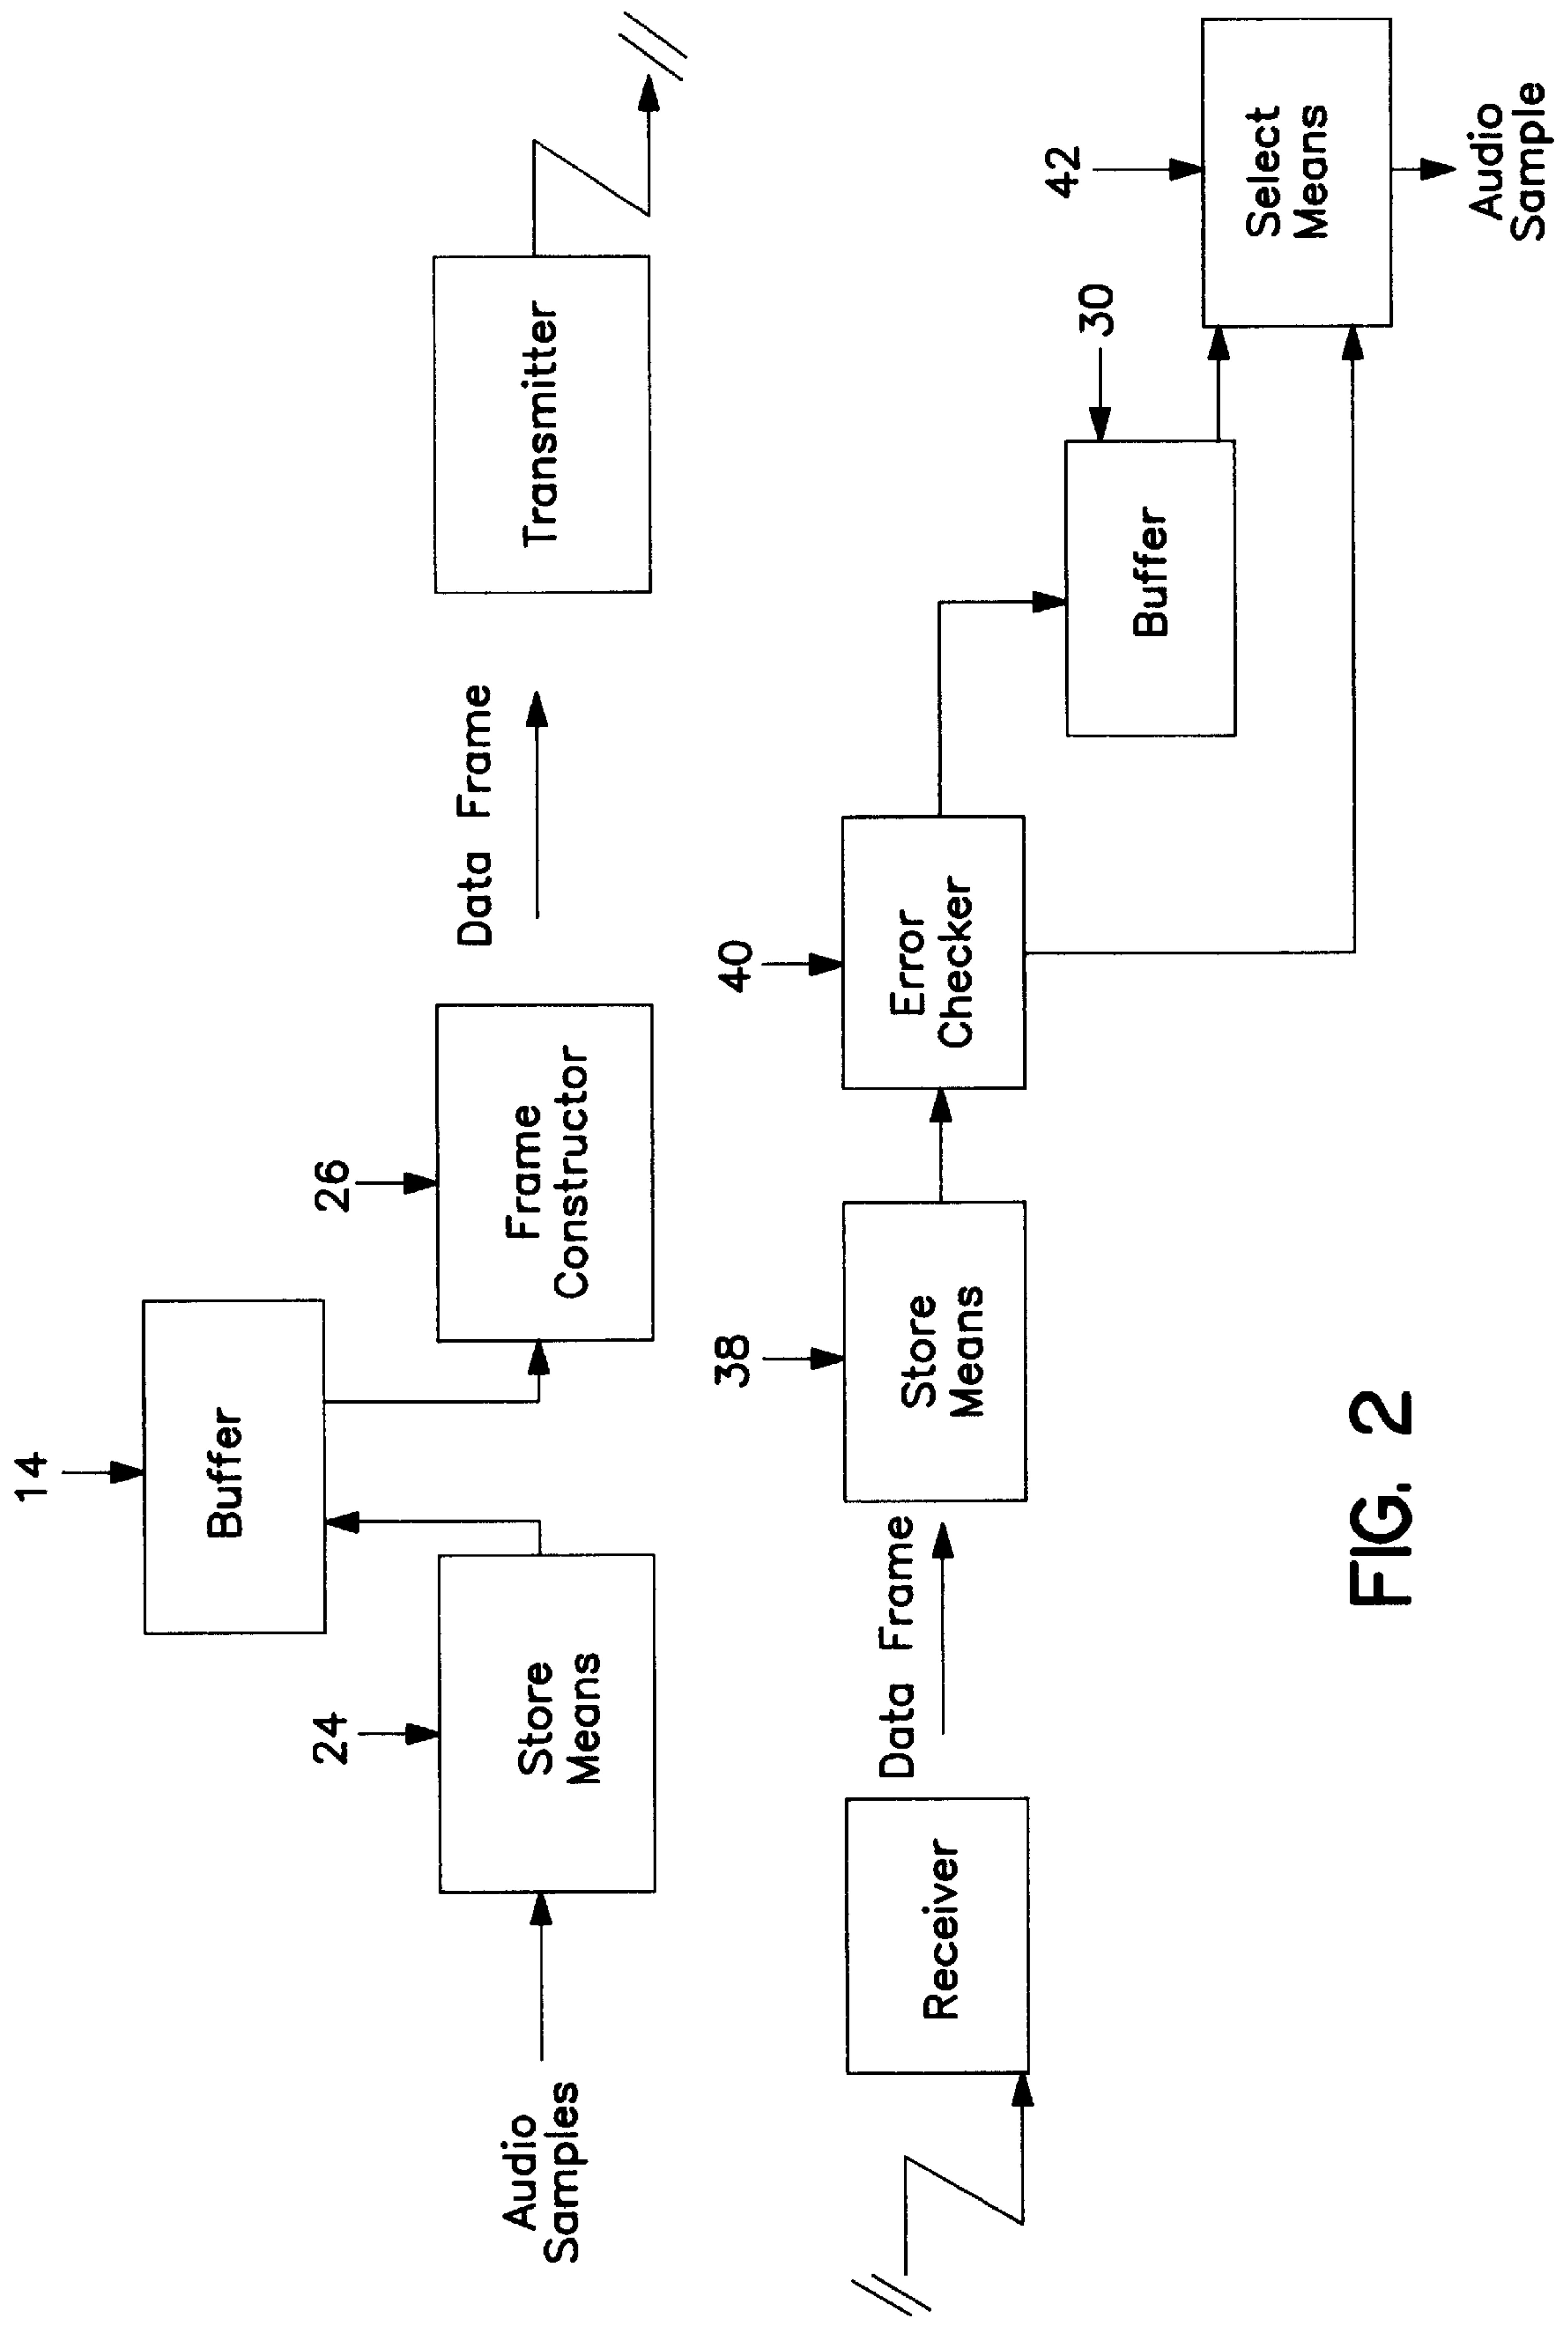 14
Buffer
24
26
Store
Means
Frame
Constructor
Data Frame
Transmitter
Audio
Samples
38
40
42
30
Receiver
Data Frame
Store
Means
Error
Checker
Buffer
Select
Means
Audio
Sample
FIG. 2